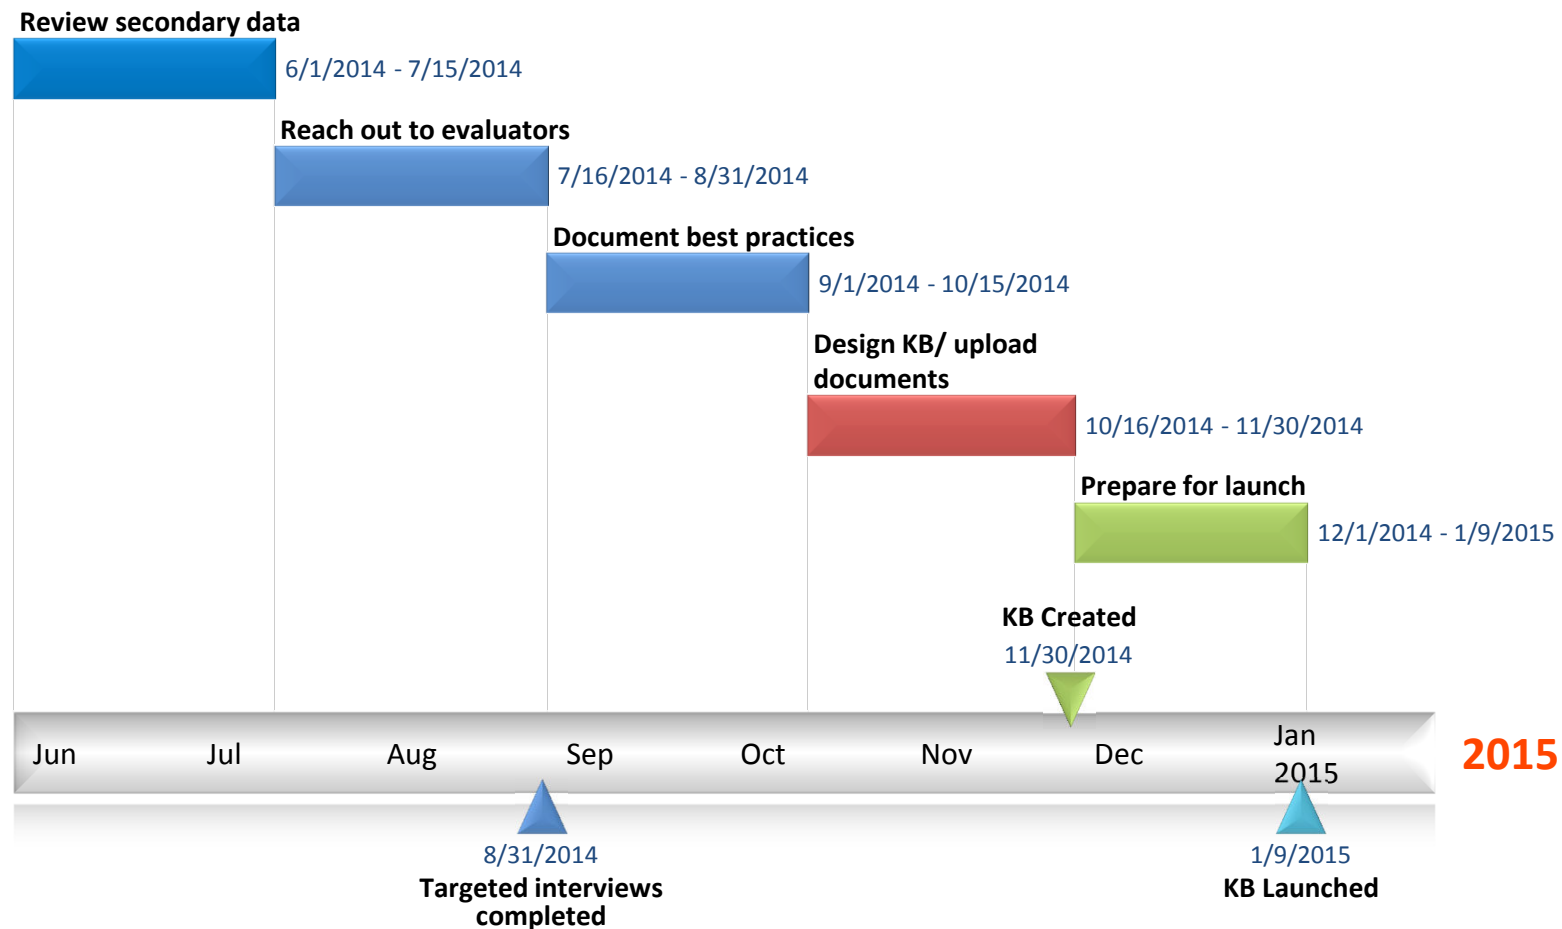 Review secondary data
6/1/2014 - 7/15/2014
Reach out to evaluators
7/16/2014 - 8/31/2014
Document best practices
9/1/2014 - 10/15/2014
Design KB/ upload
documents
10/16/2014 - 11/30/2014
Prepare for launch
12/1/2014 - 1/9/2015
KB Created
11/30/2014
Jun Jul Aug Sep Oct Nov Dec Jan
2015
2015
8/31/2014
Targeted interviews
completed
1/9/2015
KB Launched